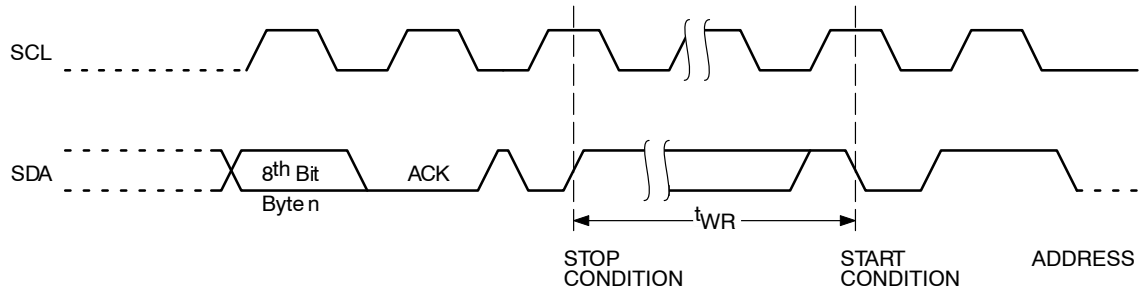 SCL
SDA
8th Bit
Byte n
ACK
tWR
STOP
CONDITION
START
CONDITION
ADDRESS